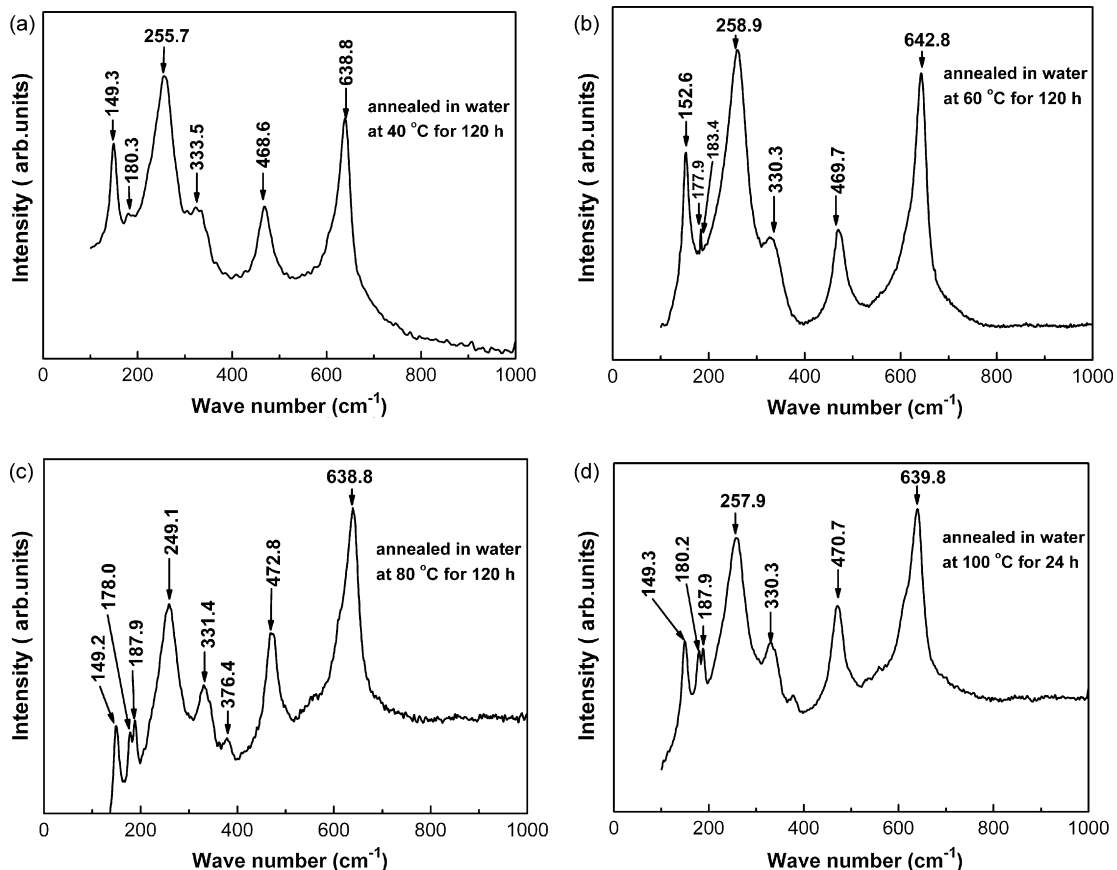 (a)
255.7
638.8
149.3
180.3
333.5
468.6
annealed in water
at 40 °C for 120 h
Intensity ( arb.units)
0 200 400 600 800 1000
Wave number (cm-1)
(b)
258.9
642.8
152.6
177.9
183.4
330.3
469.7
annealed in water
at 60 °C for 120 h
Intensity ( arb.units)
0 200 400 600 800 1000
Wave number (cm-1)
(c)
638.8
249.1
178.0
149.2
187.9
331.4
376.4
472.8
annealed in water
at 80 °C for 120 h
Intensity ( arb.units)
0 200 400 600 800 1000
Wave number (cm-1)
(d)
639.8
257.9
149.3
180.2
187.9
330.3
470.7
annealed in water
at 100 °C for 24 h
Intensity ( arb.units)
0 200 400 600 800 1000
Wave number (cm-1)